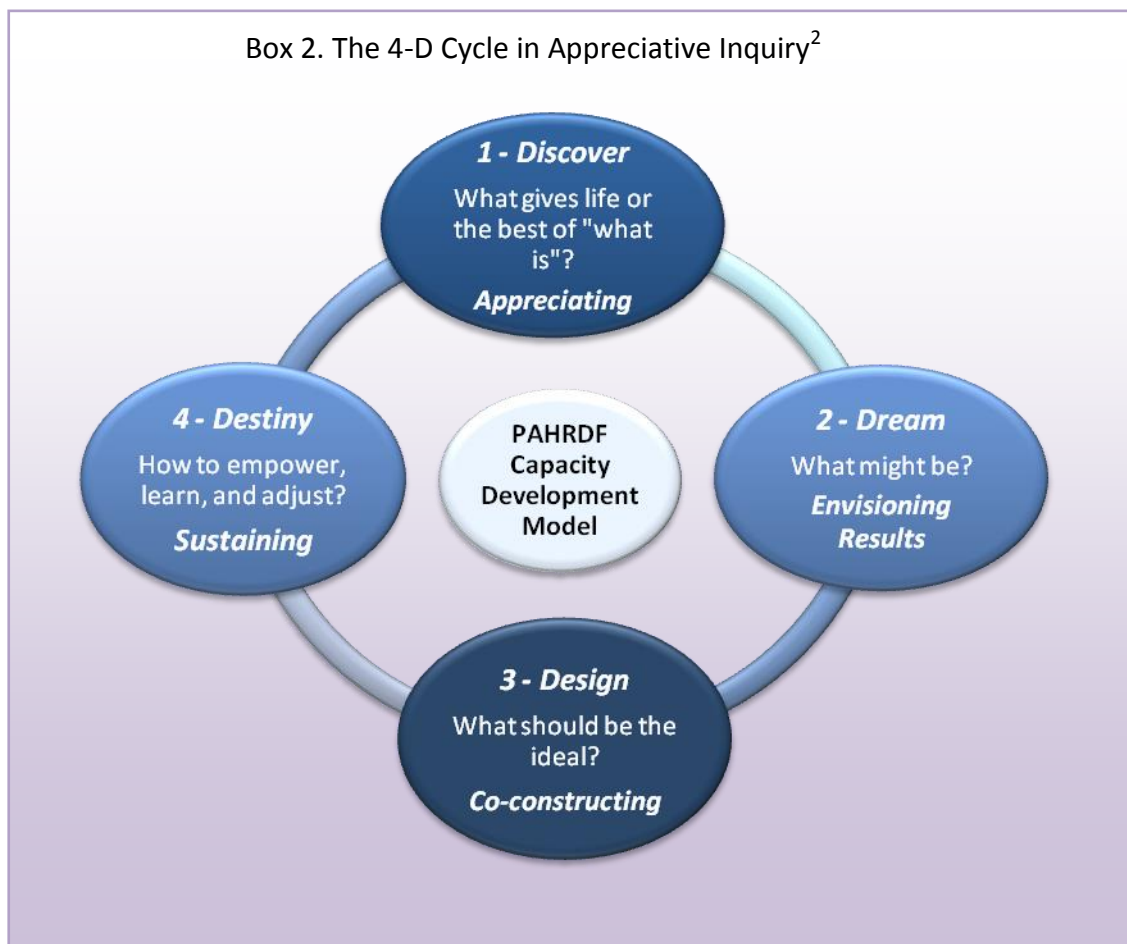 Box 2. The 4-D Cycle in Appreciative Inquiry²
1 - Discover
What gives life or
the best of "what
is"?
Appreciating
2 - Dream
What might be?
Envisioning
Results
3 - Design
What should be the
ideal?
Co-constructing
4 - Destiny
How to empower,
learn, and adjust?
Sustaining
PAHRDF
Capacity
Development
Model